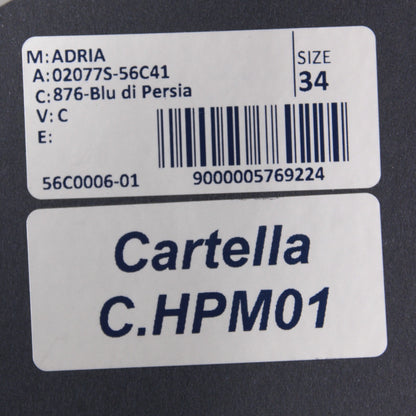 M: ADRIA
A: 02077S-56C41
C: 876-Blu di Persia
V: C
E:
SIZE
34
56C0006-01
9000005769224
Cartella
C.HPM01